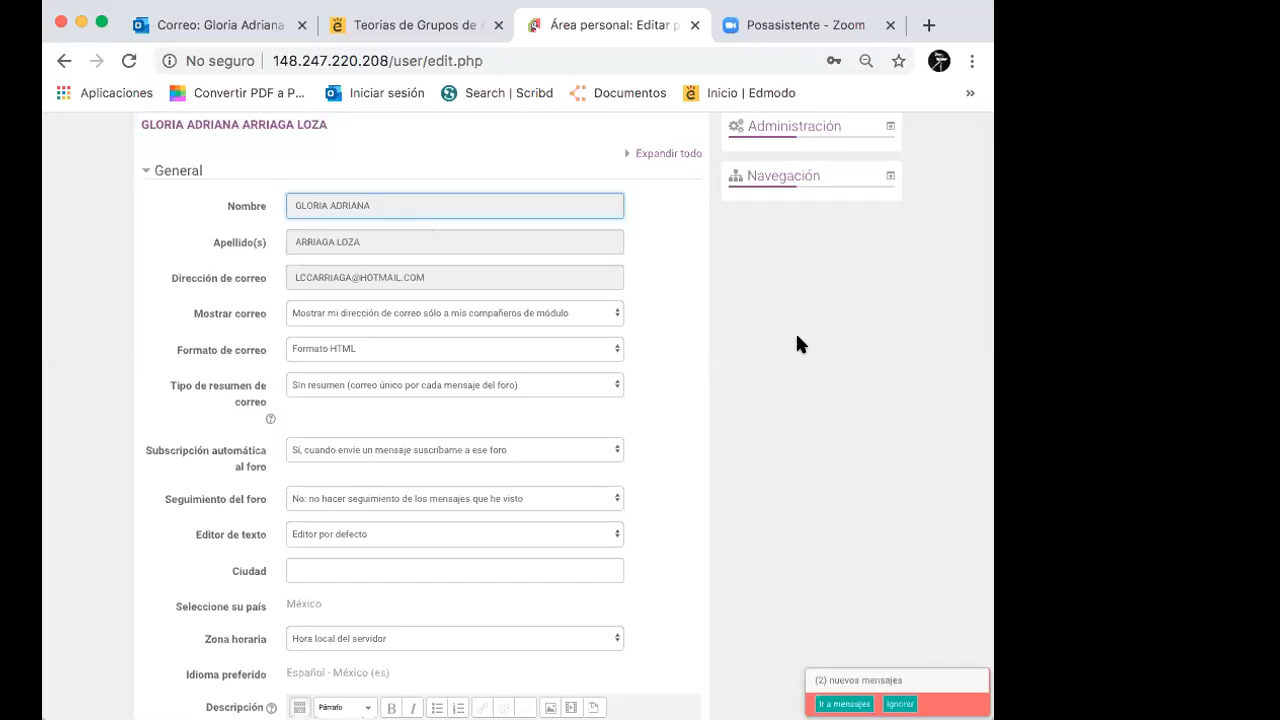 Correo: Gloria Adriana
Teorias de Grupos de
Área personal: Editar p
Posasistente - Zoom
No seguro
148.247.220.208/user/edit.php
Aplicaciones
Convertir PDF a P...
Iniciar sesión
Search | Scribd
Documentos
Inicio | Edmodo
»
GLORIA ADRIANA ARRIAGA LOZA
Administración
Expandir todo
General
Navegación
Nombre
GLORIA ADRIANA
Apellido(s)
ARRIAGA LOZA
Dirección de correo
LCCARRIAGA@HOTMAIL.COM
Mostrar correo
Mostrar mi dirección de correo sólo a mis compañeros de módulo
Formato de correo
Formato HTML
Tipo de resumen de
correo
Sin resumen (correo único por cada mensaje del foro)
Subscripción automática
al foro
Sí, cuando envíe un mensaje suscríbame a ese foro
Seguimiento del foro
No: no hacer seguimiento de los mensajes que he visto
Editor de texto
Editor por defecto
Ciudad
Seleccione su país
México
Zona horaria
Hora local del servidor
Idioma preferido
Español - México (es)
Descripción
Párrafo
B I
(2) nuevos mensajes
Ir a mensajes
Ignorar